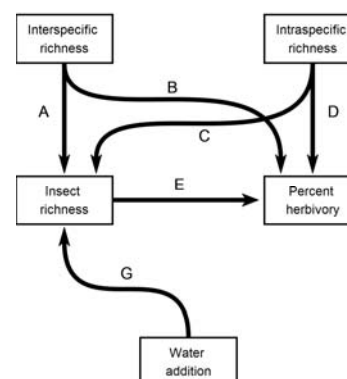 Interspecific
richness
Intraspecific
richness
B
A
D
C
Insect
richness
E
Percent
herbivory
G
Water
addition